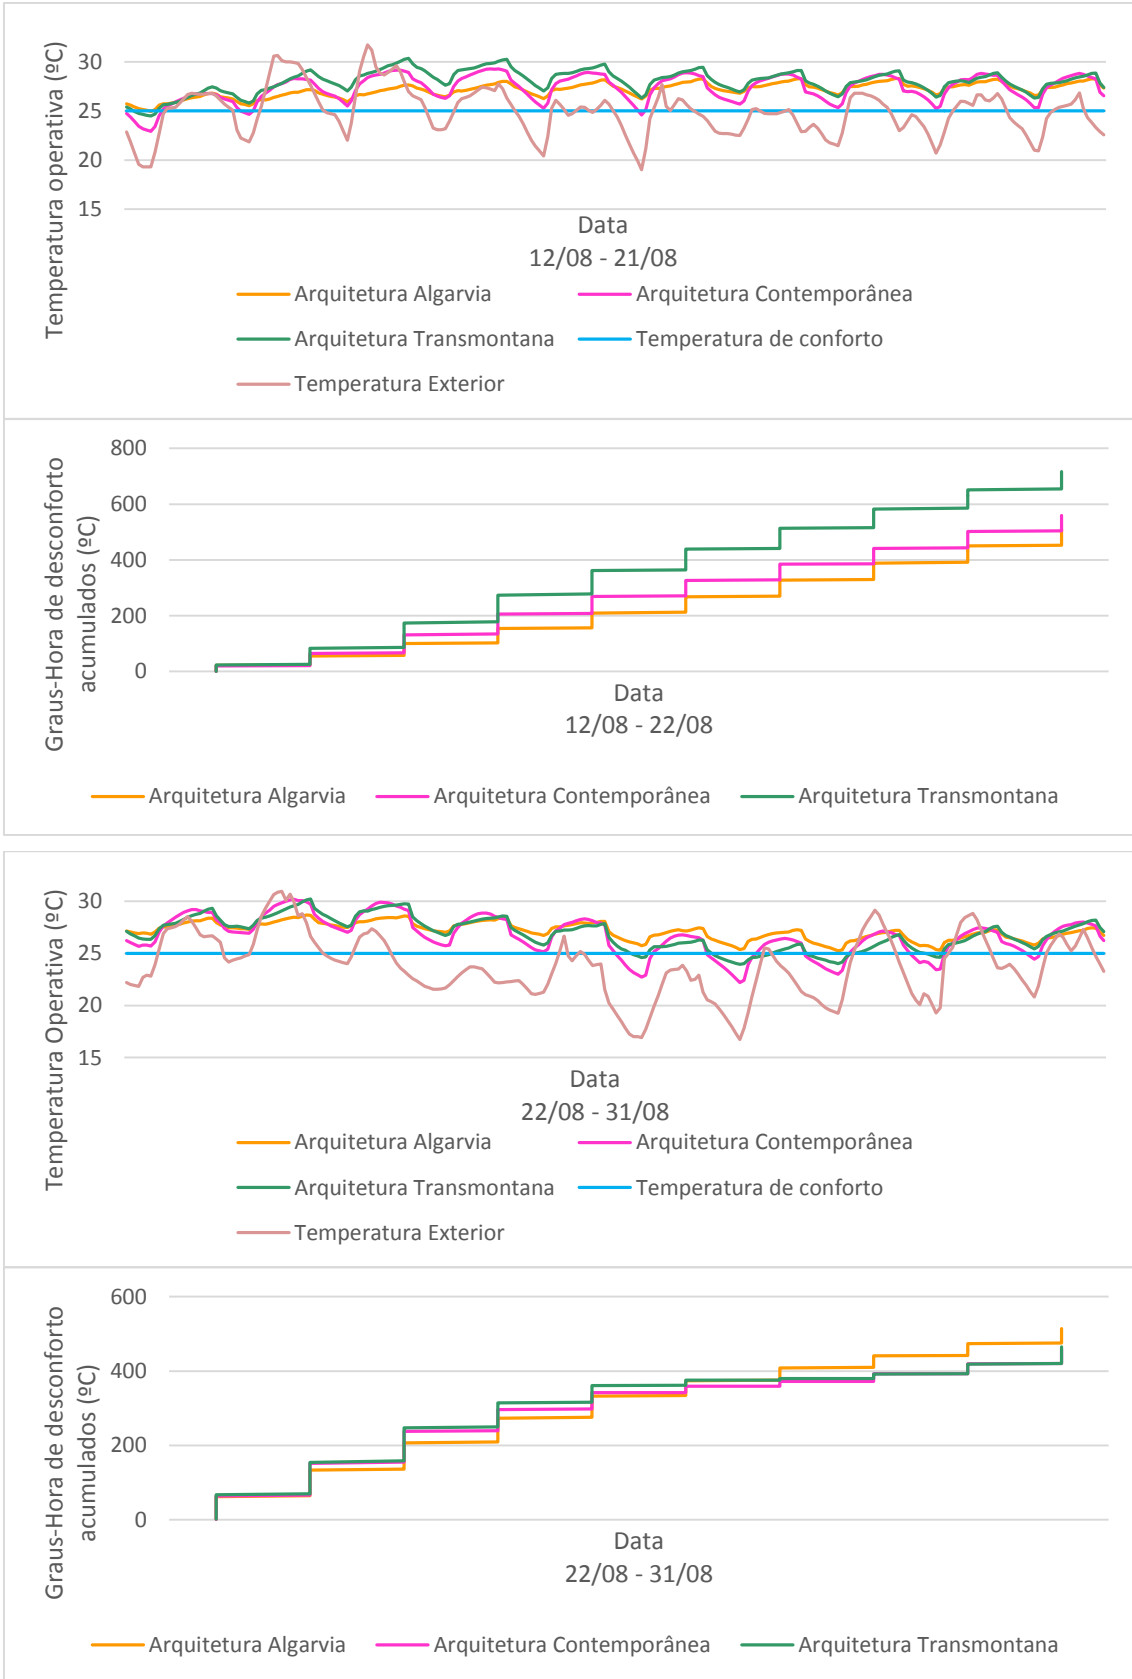 Temperatura operativa (ºC)
30
25
20
15
Data
12/08 - 21/08
Arquitetura Algarvia
Arquitetura Contemporânea
Arquitetura Transmontana
Temperatura de conforto
Temperatura Exterior
Graus-Hora de desconforto
acumulados (ºC)
800
600
400
200
0
Data
12/08 - 22/08
Arquitetura Algarvia
Arquitetura Contemporânea
Arquitetura Transmontana
Temperatura Operativa (ºC)
30
25
20
15
Data
22/08 - 31/08
Arquitetura Algarvia
Arquitetura Contemporânea
Arquitetura Transmontana
Temperatura de conforto
Temperatura Exterior
Graus-Hora de desconforto
acumulados (ºC)
600
400
200
0
Data
22/08 - 31/08
Arquitetura Algarvia
Arquitetura Contemporânea
Arquitetura Transmontana